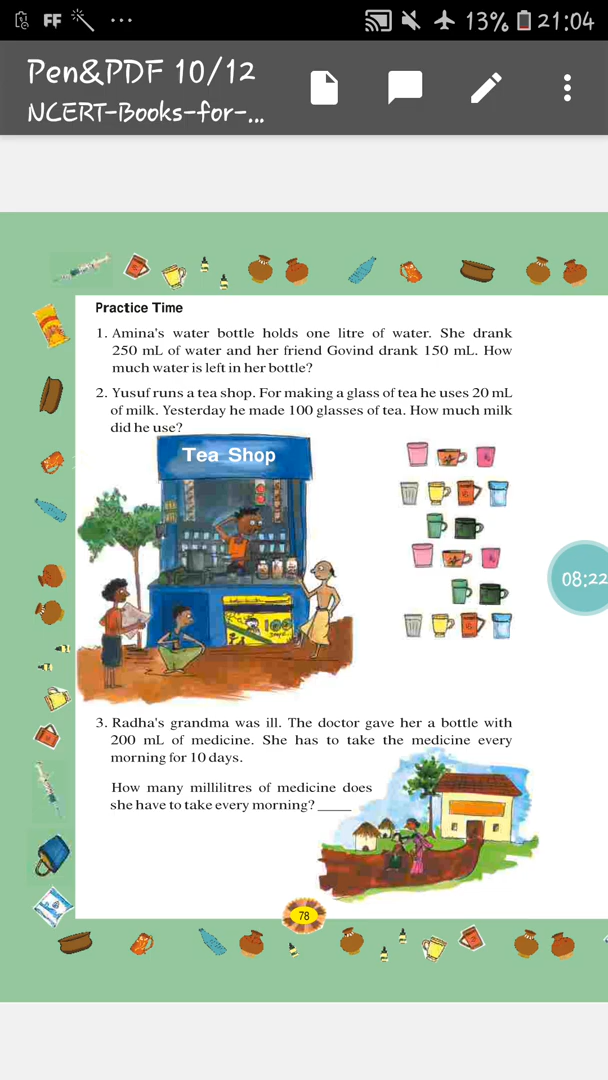 FF ... 13% 21:04
Pen&PDF 10/12
NCERT-Books-for-...
Practice Time
1. Amina's water bottle holds one litre of water. She drank
250 mL of water and her friend Govind drank 150 mL. How
much water is left in her bottle?
2. Yusuf runs a tea shop. For making a glass of tea he uses 20 mL
of milk. Yesterday he made 100 glasses of tea. How much milk
did he use?
Tea Shop
08:22
100
3. Radha's grandma was ill. The doctor gave her a bottle with
200 mL of medicine. She has to take the medicine every
morning for 10 days.
How many millilitres of medicine does
she have to take every morning? _____
78